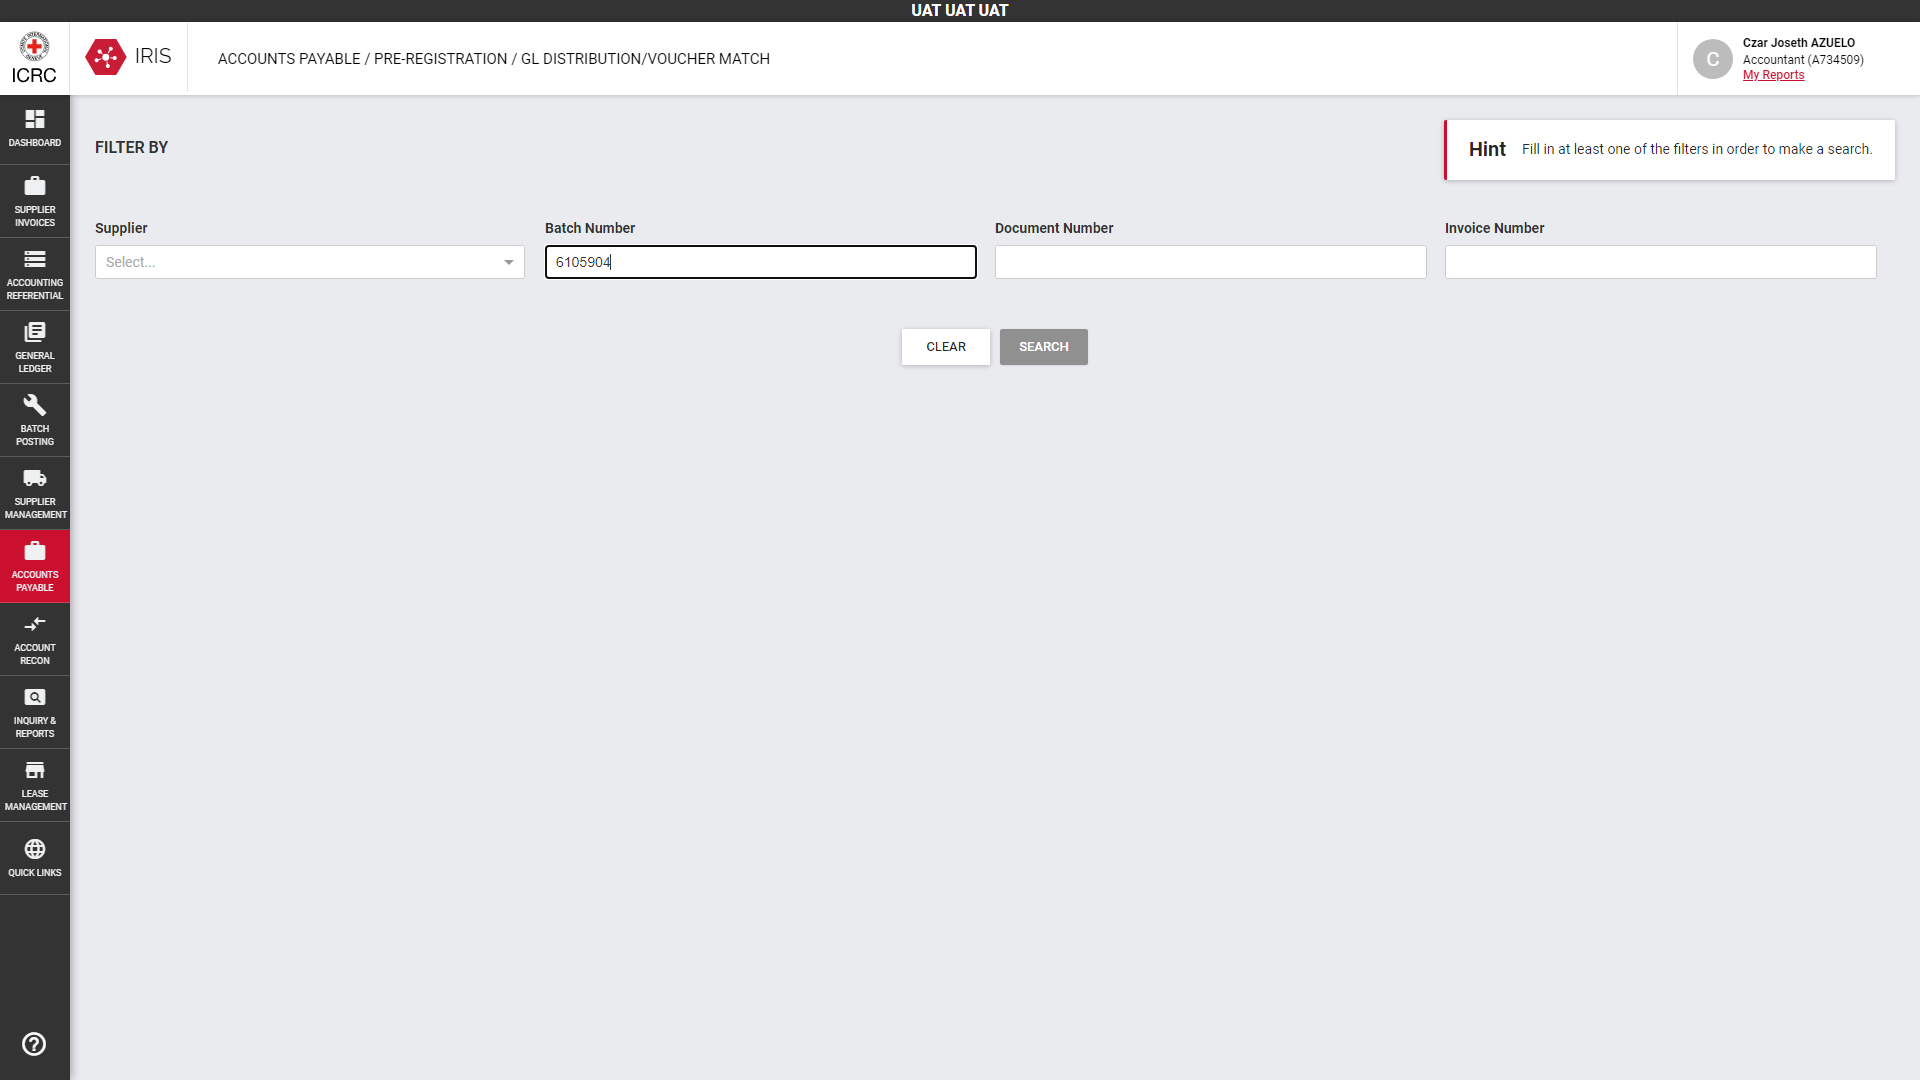 UAT UAT UAT
ICRC
IRIS
ACCOUNTS PAYABLE / PRE-REGISTRATION / GL DISTRIBUTION/VOUCHER MATCH
C
Czar Joseth AZUELO
Accountant (A734509)
My Reports
DASHBOARD
SUPPLIER
INVOICES
ACCOUNTING
REFERENTIAL
GENERAL
LEDGER
BATCH
POSTING
SUPPLIER
MANAGEMENT
ACCOUNTS
PAYABLE
ACCOUNT
RECON
INQUIRY &
REPORTS
LEASE
MANAGEMENT
QUICK LINKS
FILTER BY
Hint Fill in at least one of the filters in order to make a search.
Supplier
Select...
Batch Number
6105904
Document Number
Invoice Number
CLEAR
SEARCH